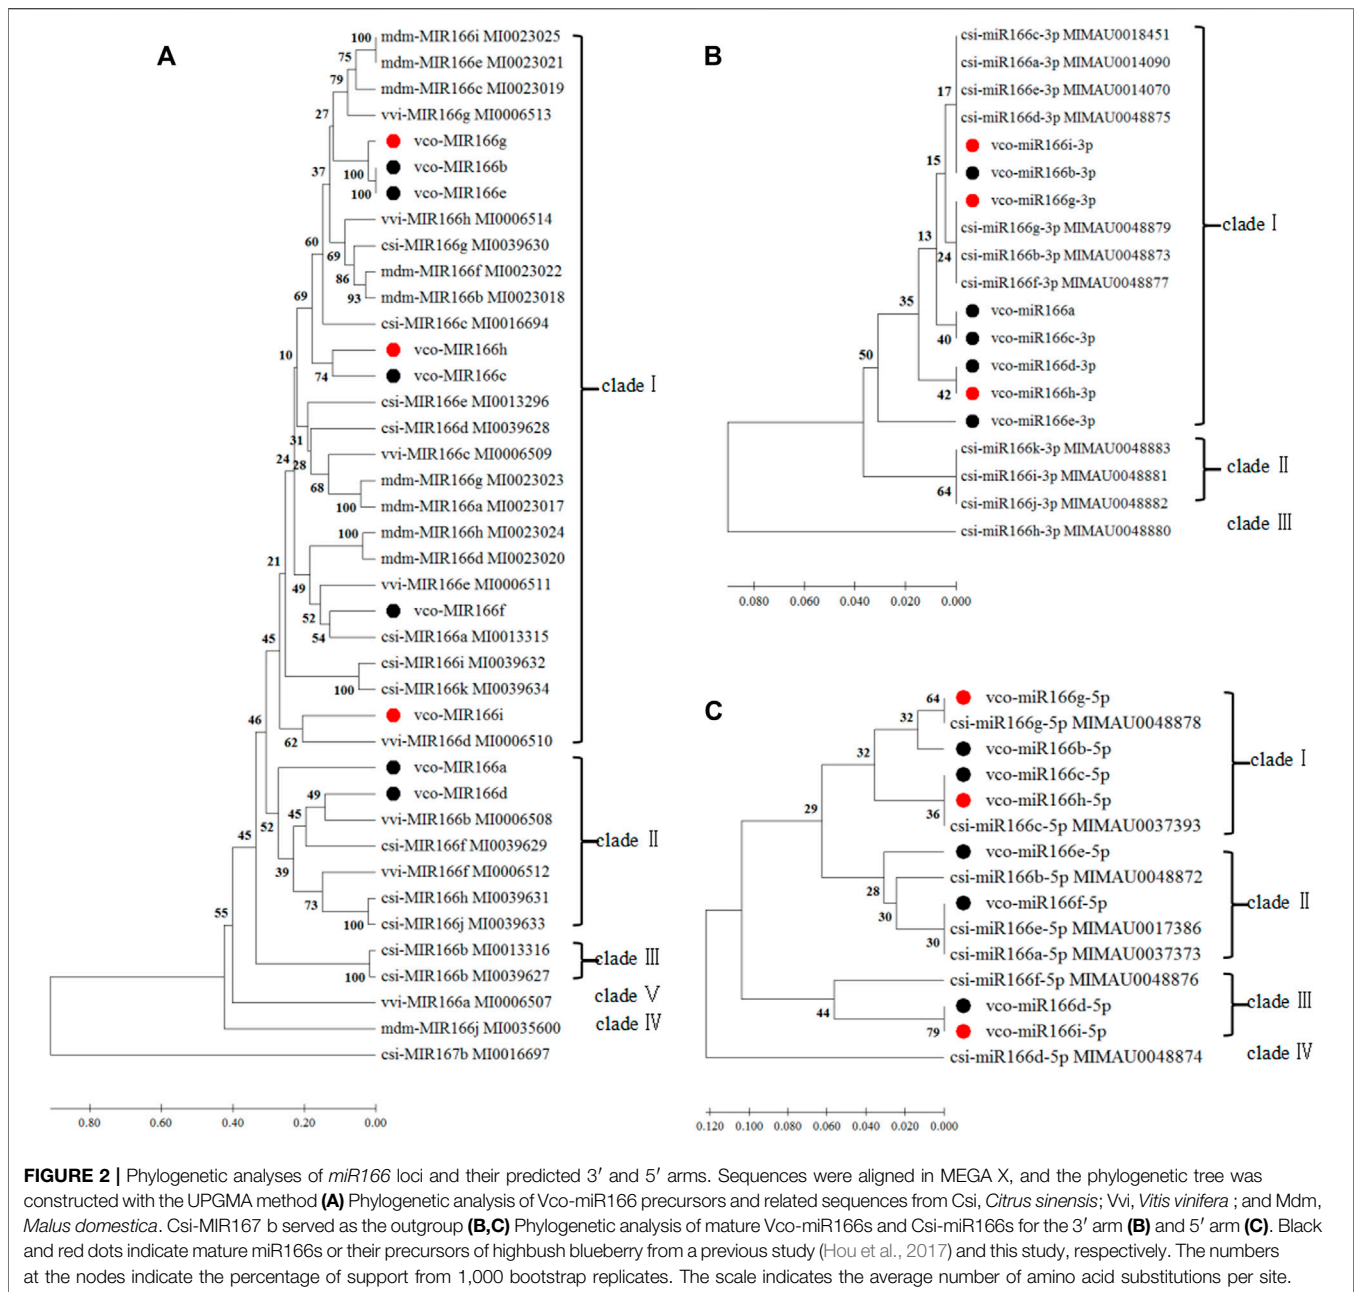 A
100
mdm-MIR166i MI0023025
75
mdm-MIR166e MI0023021
79
mdm-MIR166c MI0023019
27
vvi-MIR166g MI0006513
vco-MIR166g
37
100
vco-MIR166b
100
vco-MIR166e
vvi-MIR166h MI0006514
60
69
csi-MIR166g MI0039630
86
mdm-MIR166f MI0023022
93
mdm-MIR166b MI0023018
69
csi-MIR166c MI0016694
vco-MIR166h
10
74
vco-MIR166c
clade Ⅰ
csi-MIR166e MI0013296
31
csi-MIR166d MI0039628
24
28
vvi-MIR166c MI0006509
68
mdm-MIR166g MI0023023
100
mdm-MIR166a MI0023017
100
mdm-MIR166h MI0023024
mdm-MIR166d MI0023020
21
49
vvi-MIR166e MI0006511
52
vco-MIR166f
54
csi-MIR166a MI0013315
45
csi-MIR166i MI0039632
100
csi-MIR166k MI0039634
46
vco-MIR166i
62
vvi-MIR166d MI0006510
vco-MIR166a
49
vco-MIR166d
45
52
vvi-MIR166b MI0006508
45
csi-MIR166f MI0039629
clade Ⅱ
39
vvi-MIR166f MI0006512
73
csi-MIR166h MI0039631
55
100
csi-MIR166j MI0039633
csi-MIR166b MI0013316
clade Ⅲ
100
csi-MIR166b MI0039627
vvi-MIR166a MI0006507
clade Ⅴ
mdm-MIR166j MI0035600
clade Ⅳ
csi-MIR167b MI0016697
0.80 0.60 0.40 0.20 0.00
B
csi-miR166c-3p MIMAU0018451
csi-miR166a-3p MIMAU0014090
17
csi-miR166e-3p MIMAU0014070
csi-miR166d-3p MIMAU0048875
vco-miR166i-3p
15
vco-miR166b-3p
vco-miR166g-3p
13
csi-miR166g-3p MIMAU0048879
clade Ⅰ
24
csi-miR166b-3p MIMAU0048873
csi-miR166f-3p MIMAU0048877
35
vco-miR166a
40
vco-miR166c-3p
50
vco-miR166d-3p
42
vco-miR166h-3p
vco-miR166e-3p
csi-miR166k-3p MIMAU0048883
csi-miR166i-3p MIMAU0048881
clade Ⅱ
64
csi-miR166j-3p MIMAU0048882
csi-miR166h-3p MIMAU0048880
clade Ⅲ
0.080 0.060 0.040 0.020 0.000
C
64
vco-miR166g-5p
32
csi-miR166g-5p MIMAU0048878
32
vco-miR166b-5p
clade Ⅰ
vco-miR166c-5p
vco-miR166h-5p
29
36
csi-miR166c-5p MIMAU0037393
vco-miR166e-5p
28
csi-miR166b-5p MIMAU0048872
30
vco-miR166f-5p
clade Ⅱ
csi-miR166e-5p MIMAU0017386
30
csi-miR166a-5p MIMAU0037373
csi-miR166f-5p MIMAU0048876
44
vco-miR166d-5p
clade Ⅲ
79
vco-miR166i-5p
csi-miR166d-5p MIMAU0048874
clade Ⅳ
0.120 0.100 0.080 0.060 0.040 0.020 0.000
FIGURE 2 | Phylogenetic analyses of miR166 loci and their predicted 3′ and 5′ arms. Sequences were aligned in MEGA X, and the phylogenetic tree was
constructed with the UPGMA method (A) Phylogenetic analysis of Vco-miR166 precursors and related sequences from Csi, Citrus sinensis; Vvi, Vitis vinifera ; and Mdm,
Malus domestica. Csi-MIR167 b served as the outgroup (B,C) Phylogenetic analysis of mature Vco-miR166s and Csi-miR166s for the 3′ arm (B) and 5′ arm (C). Black
and red dots indicate mature miR166s or their precursors of highbush blueberry from a previous study (Hou et al., 2017) and this study, respectively. The numbers
at the nodes indicate the percentage of support from 1,000 bootstrap replicates. The scale indicates the average number of amino acid substitutions per site.